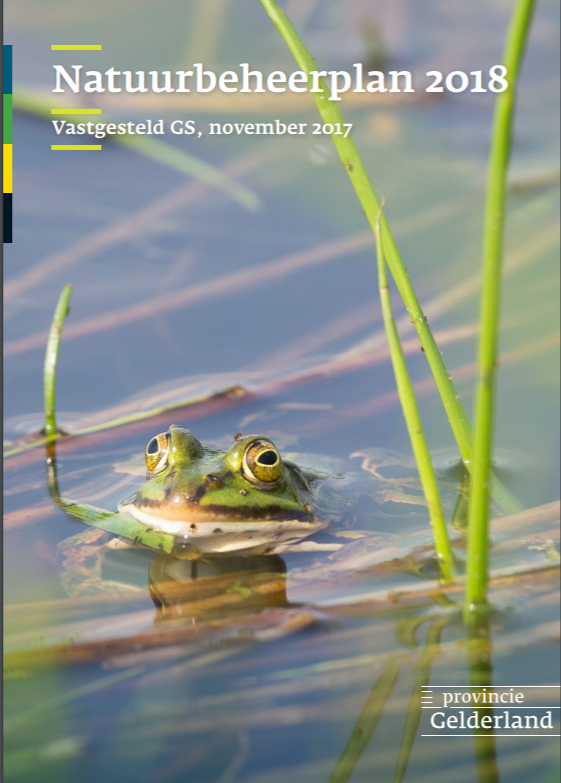 Natuurbeheerplan 2018
Vastgesteld GS, november 2017
provincie
Gelderland